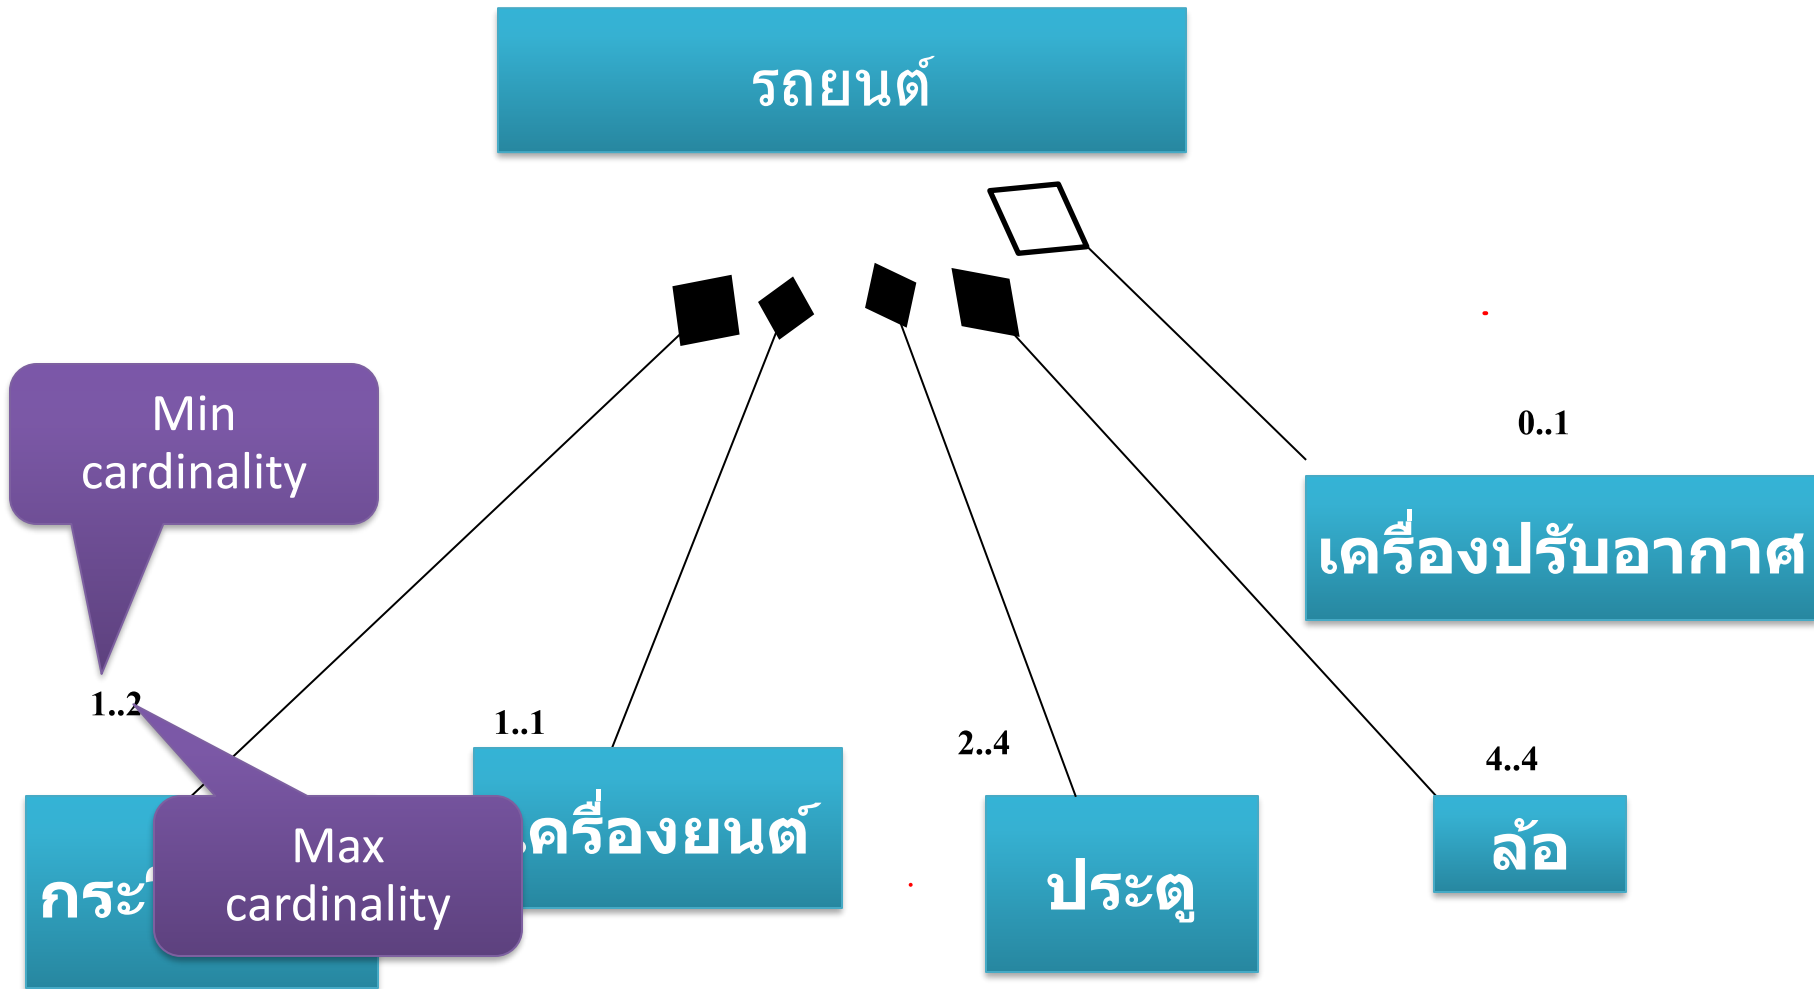 รถยนต์
Min
cardinality
0..1
เครื่องปรับอากาศ
1..2
1..1
2..4
4..4
Max
cardinality
เครื่องยนต์
ประตู
ล้อ